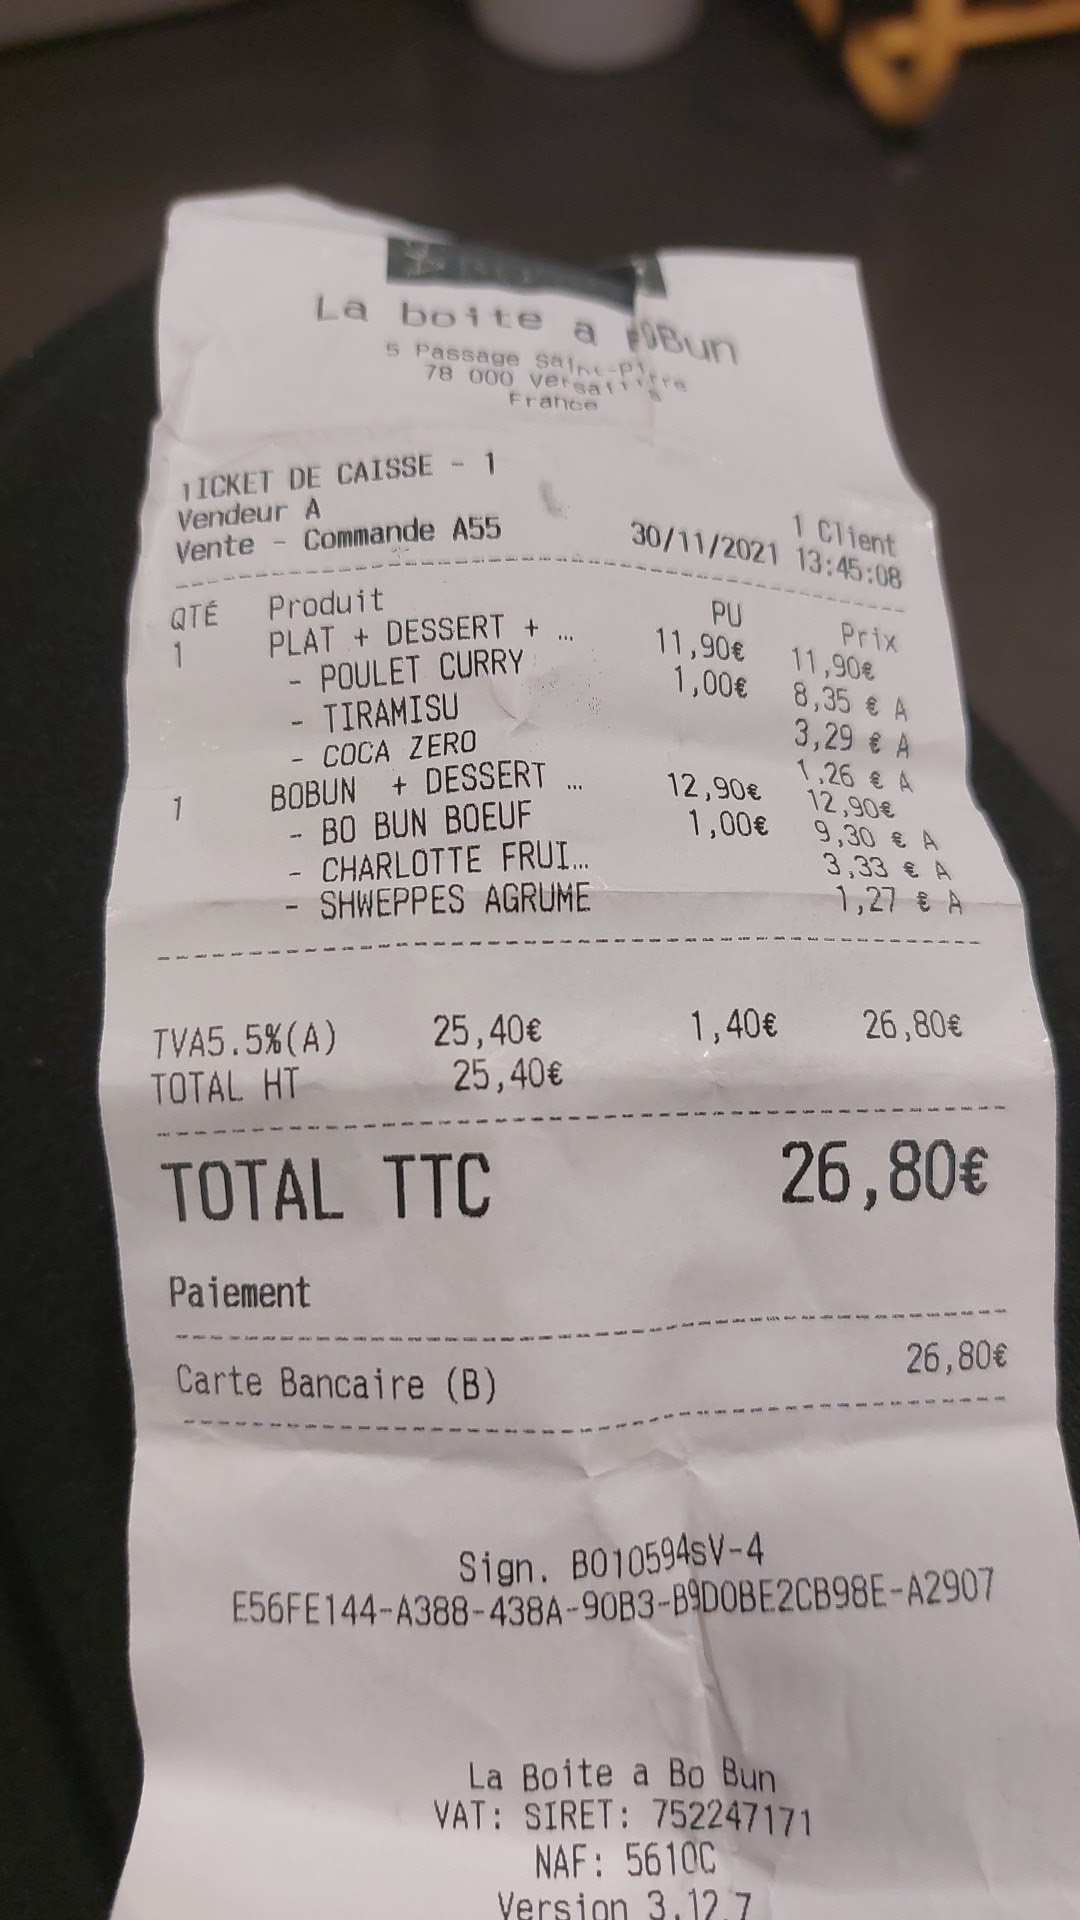 La boite a BoBun
5 Passage Saint-Pierre
78 000 Versailles
France
TICKET DE CAISSE - 1
Vendeur A 1 Client
Vente - Commande A55 30/11/2021 13:45:08
QTÉ Produit PU Prix
1 PLAT + DESSERT + ... 11,90€ 11,90€
- POULET CURRY 1,00€ 8,35 € A
- TIRAMISU 3,29 € A
- COCA ZERO 1,26 € A
1 BOBUN + DESSERT ... 12,90€ 12,90€
- BO BUN BOEUF 1,00€ 9,30 € A
- CHARLOTTE FRUI... 3,33 € A
- SHWEPPES AGRUME 1,27 € A
TVA5.5%(A) 25,40€ 1,40€ 26,80€
TOTAL HT 25,40€
TOTAL TTC 26,80€
Paiement
Carte Bancaire (B) 26,80€
Sign. B010594sV-4
E56FE144-A388-438A-90B3-B9D0BE2CB98E-A2907
La Boite a Bo Bun
VAT: SIRET: 752247171
NAF: 5610C
Version 3.12.7